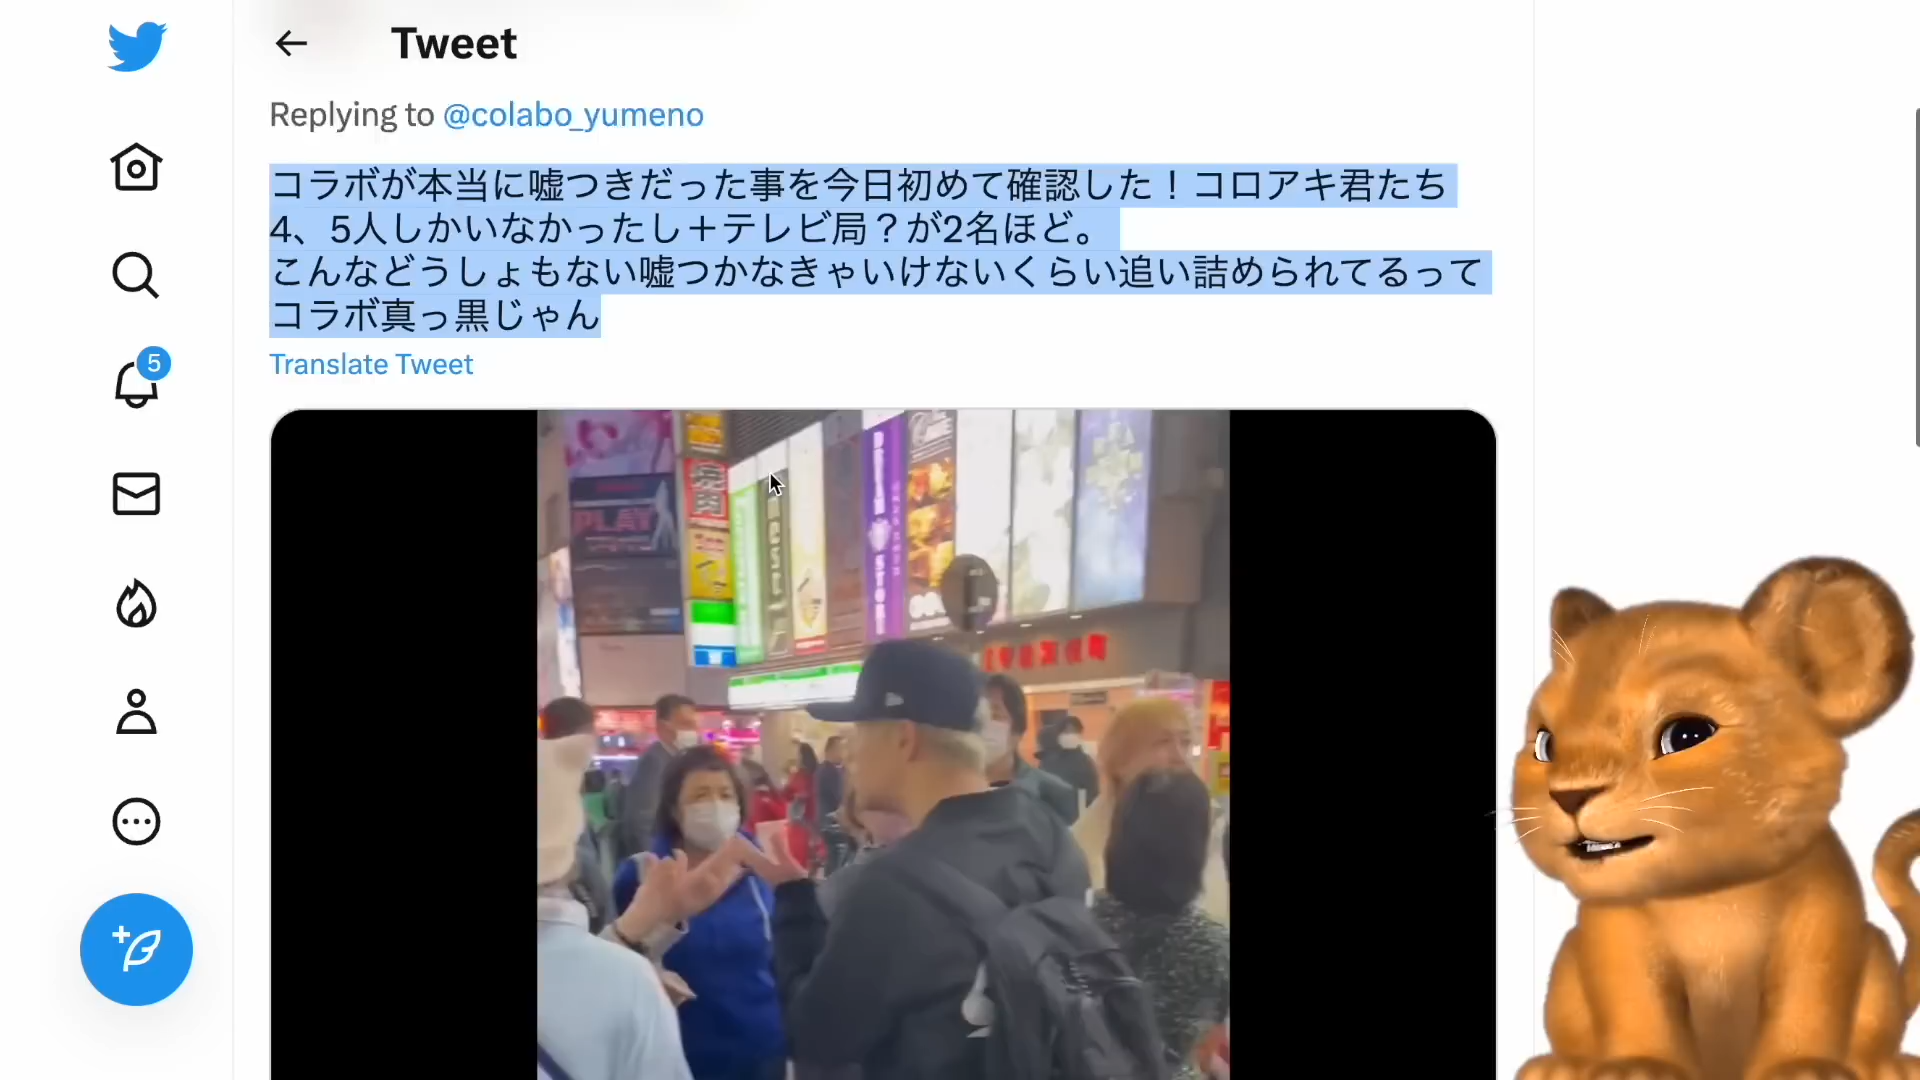 Tweet
Replying to @colabo_yumeno
コラボが本当に嘘つきだった事を今日初めて確認した！コロアキ君たち
4、5人しかいなかったし＋テレビ局？が2名ほど。
こんなどうしょもない嘘つかなきゃいけないくらい追い詰められてるって
コラボ真っ黒じゃん
Translate Tweet
5
PLAY
焼肉